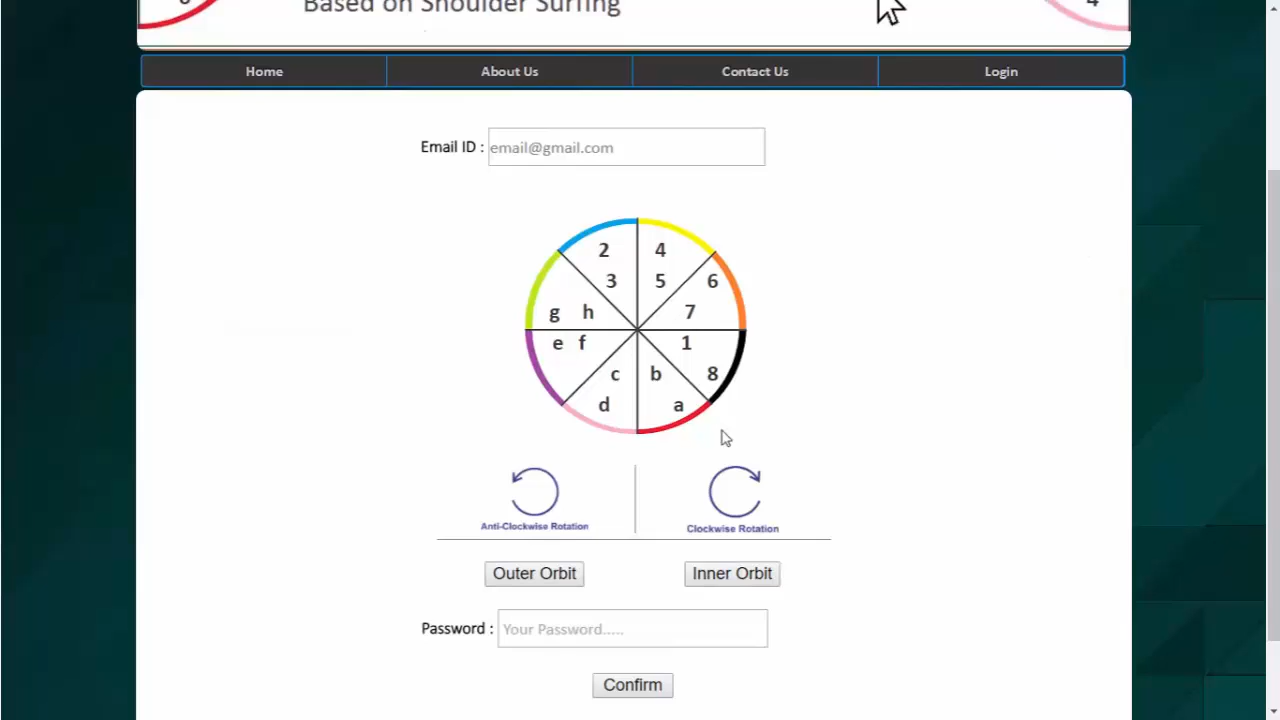 Based on Shoulder Surfing
4
Home About Us Contact Us Login
Email ID : email@gmail.com
2 4
3 5 6
g h 7
e f 1
c b 8
d a
Anti-Clockwise Rotation Clockwise Rotation
Outer Orbit Inner Orbit
Password : Your Password.....
Confirm